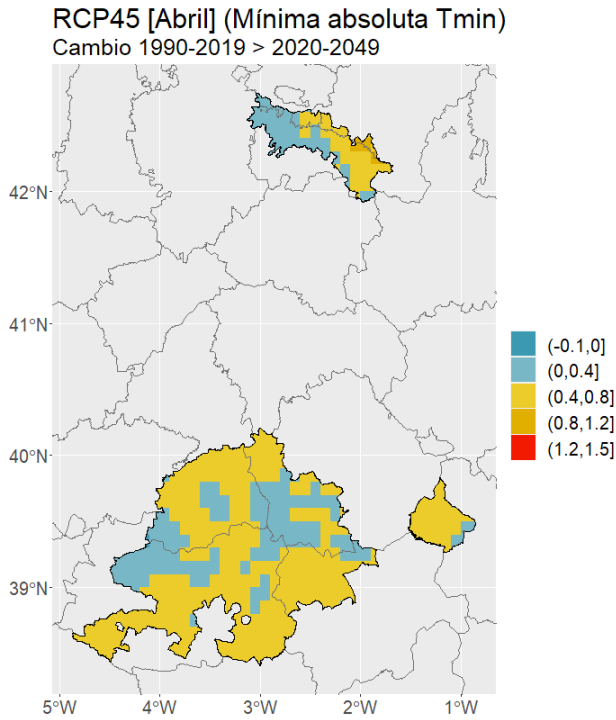 RCP45 [Abril] (Mínima absoluta Tmin)
Cambio 1990-2019 > 2020-2049
42°N
41°N
40°N
39°N
5°W
4°W
3°W
2°W
1°W
(-0.1,0]
(0,0.4]
(0.4,0.8]
(0.8,1.2]
(1.2,1.5]